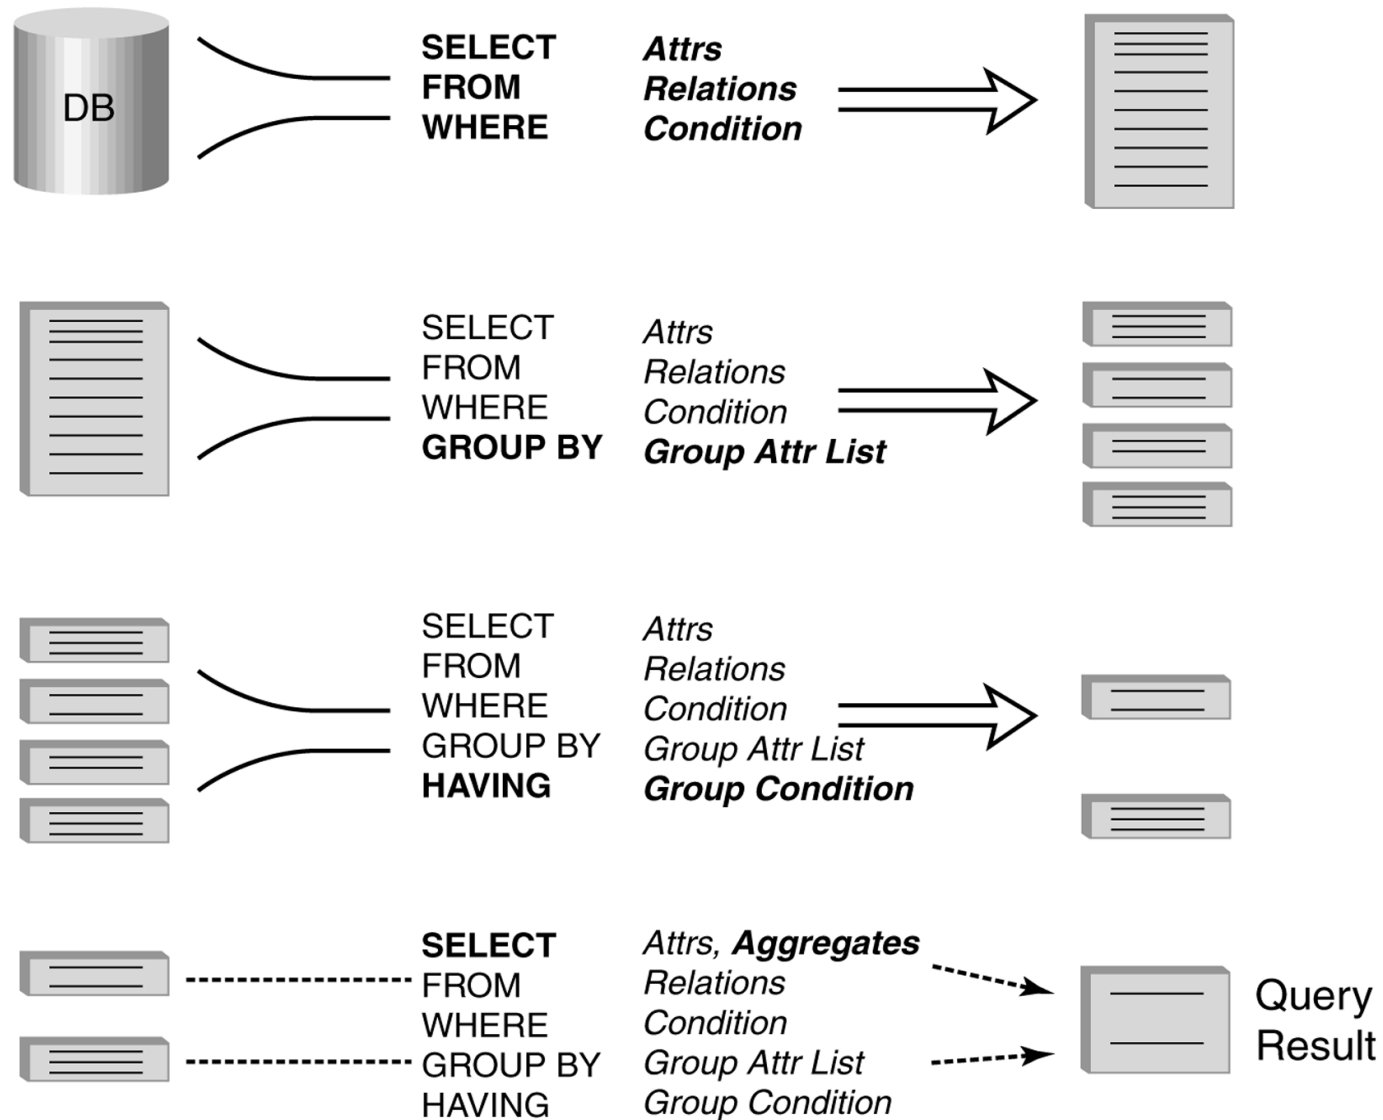 DB
SELECT Attrs
FROM Relations
WHERE Condition
SELECT Attrs
FROM Relations
WHERE Condition
GROUP BY Group Attr List
SELECT Attrs
FROM Relations
WHERE Condition
GROUP BY Group Attr List
HAVING Group Condition
SELECT Attrs, Aggregates
FROM Relations
WHERE Condition
GROUP BY Group Attr List
HAVING Group Condition
Query
Result